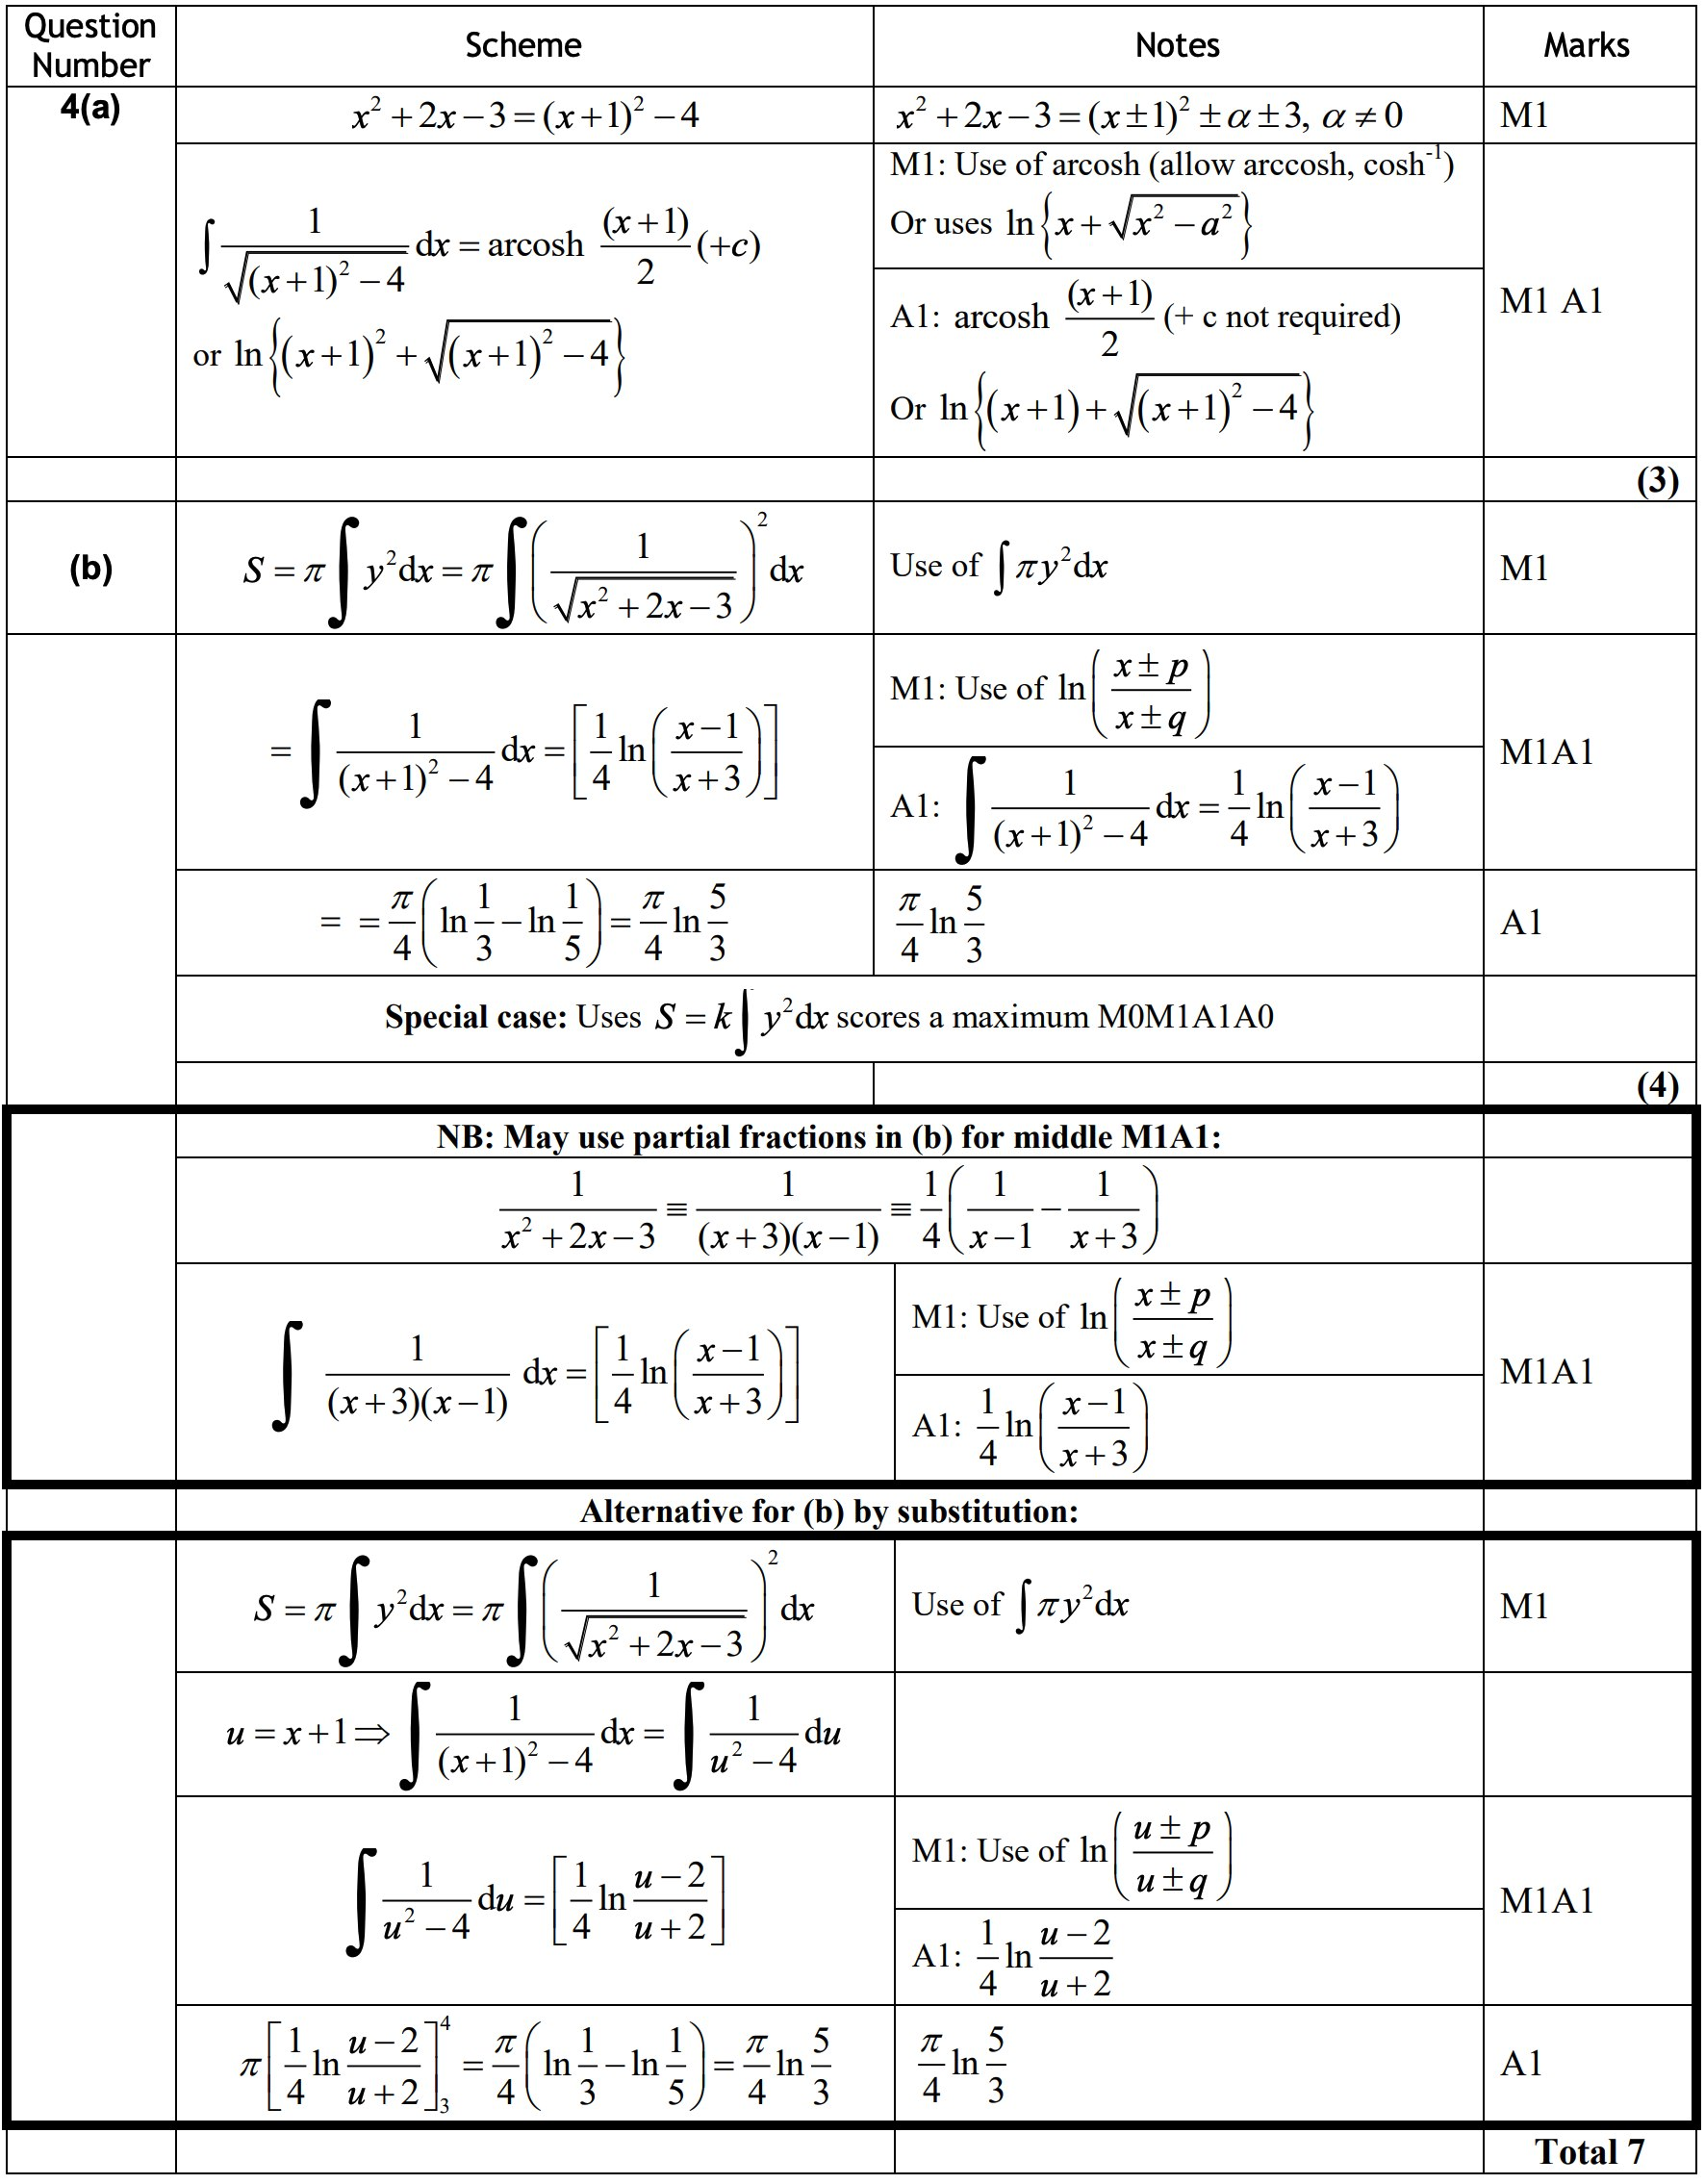 Question Number | Scheme | Notes | Marks
4(a) | x² + 2x − 3 = (x + 1)² − 4 | x² + 2x − 3 = (x ± 1)² ± α ± 3, α ≠ 0 | M1
∫ 1/√((x + 1)² − 4) dx = arcosh (x + 1)/2 (+c)
or ln{(x + 1)² + √((x + 1)² − 4)}
M1: Use of arcosh (allow arccosh, cosh⁻¹)
Or uses ln{x + √(x² − a²)}
A1: arcosh (x + 1)/2 (+ c not required)
Or ln{(x + 1) + √((x + 1)² − 4)}
M1 A1
(3)
(b) | S = π∫ y²dx = π∫ (1/√(x² + 2x − 3))² dx | Use of ∫ πy²dx | M1
= ∫ 1/((x + 1)² − 4) dx = [1/4 ln((x − 1)/(x + 3))]
M1: Use of ln((x ± p)/(x ± q))
A1: ∫ 1/((x + 1)² − 4) dx = 1/4 ln((x − 1)/(x + 3))
M1A1
= = π/4 (ln 1/3 − ln 1/5) = π/4 ln 5/3 | π/4 ln 5/3 | A1
Special case: Uses S = k∫ y²dx scores a maximum M0M1A1A0
(4)
NB: May use partial fractions in (b) for middle M1A1:
1/(x² + 2x − 3) ≡ 1/((x + 3)(x − 1)) ≡ 1/4 (1/(x − 1) − 1/(x + 3))
∫ 1/((x + 3)(x − 1)) dx = [1/4 ln((x − 1)/(x + 3))]
M1: Use of ln((x ± p)/(x ± q))
A1: 1/4 ln((x − 1)/(x + 3))
M1A1
Alternative for (b) by substitution:
S = π∫ y²dx = π∫ (1/√(x² + 2x − 3))² dx | Use of ∫ πy²dx | M1
u = x + 1 ⇒ ∫ 1/((x + 1)² − 4) dx = ∫ 1/(u² − 4) du
∫ 1/(u² − 4) du = [1/4 ln (u − 2)/(u + 2)]
M1: Use of ln((u ± p)/(u ± q))
A1: 1/4 ln (u − 2)/(u + 2)
M1A1
π[1/4 ln (u − 2)/(u + 2)]₃⁴ = π/4 (ln 1/3 − ln 1/5) = π/4 ln 5/3 | π/4 ln 5/3 | A1
Total 7